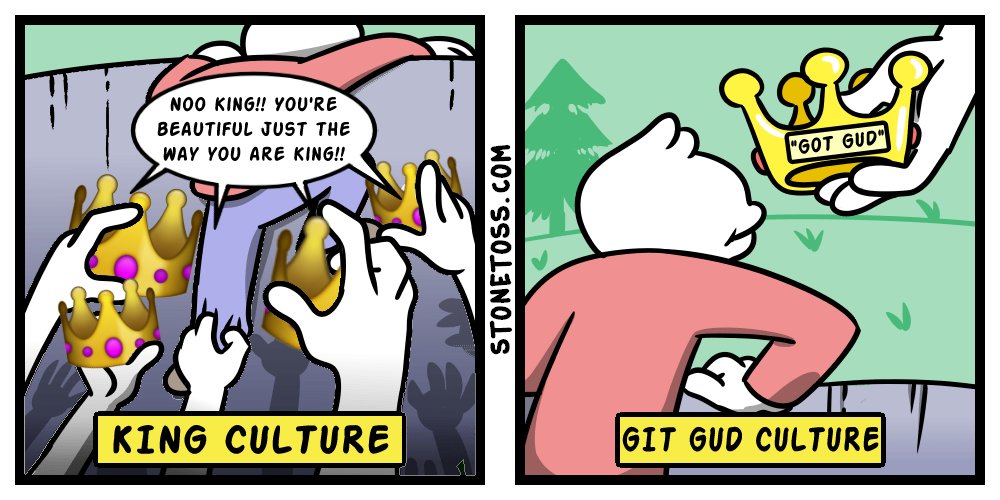 NOO KING!! YOU'RE
BEAUTIFUL JUST THE
WAY YOU ARE KING!!
KING CULTURE
STONETOSS.COM
"GOT GUD"
GIT GUD CULTURE